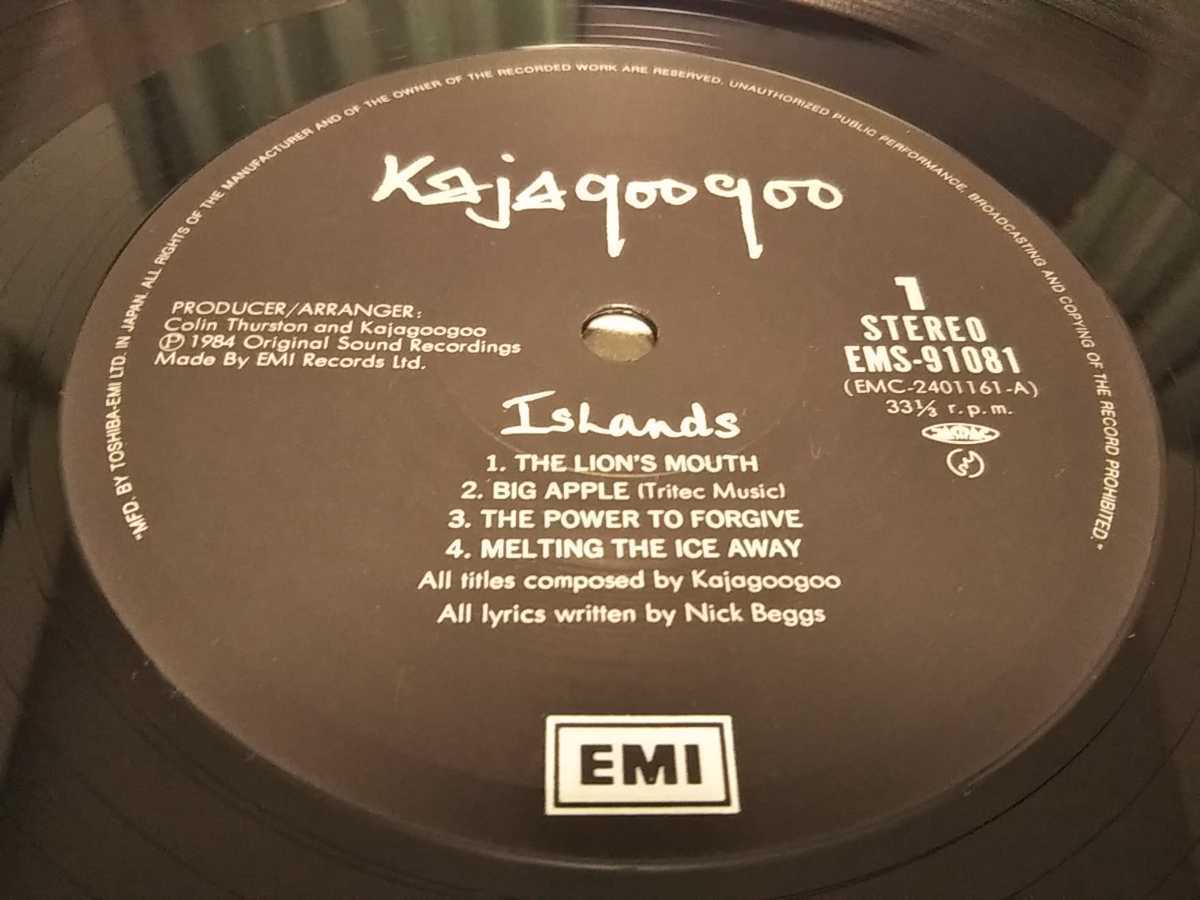 "MFD. BY TOSHIBA-EMI LTD. IN JAPAN. ALL RIGHTS OF THE MANUFACTURER AND OF THE OWNER OF THE RECORDED WORK ARE RESERVED. UNAUTHORIZED PUBLIC PERFORMANCE, BROADCASTING AND COPYING OF THE RECORD PROHIBITED."
Kajagoogoo
PRODUCER/ARRANGER:
Colin Thurston and Kajagoogoo
Ⓟ 1984 Original Sound Recordings
Made By EMI Records Ltd.
1
STEREO
EMS-91081
(EMC-2401161-A)
33⅓ r.p.m.
Islands
1. THE LION'S MOUTH
2. BIG APPLE (Tritec Music)
3. THE POWER TO FORGIVE
4. MELTING THE ICE AWAY
All titles composed by Kajagoogoo
All lyrics written by Nick Beggs
EMI